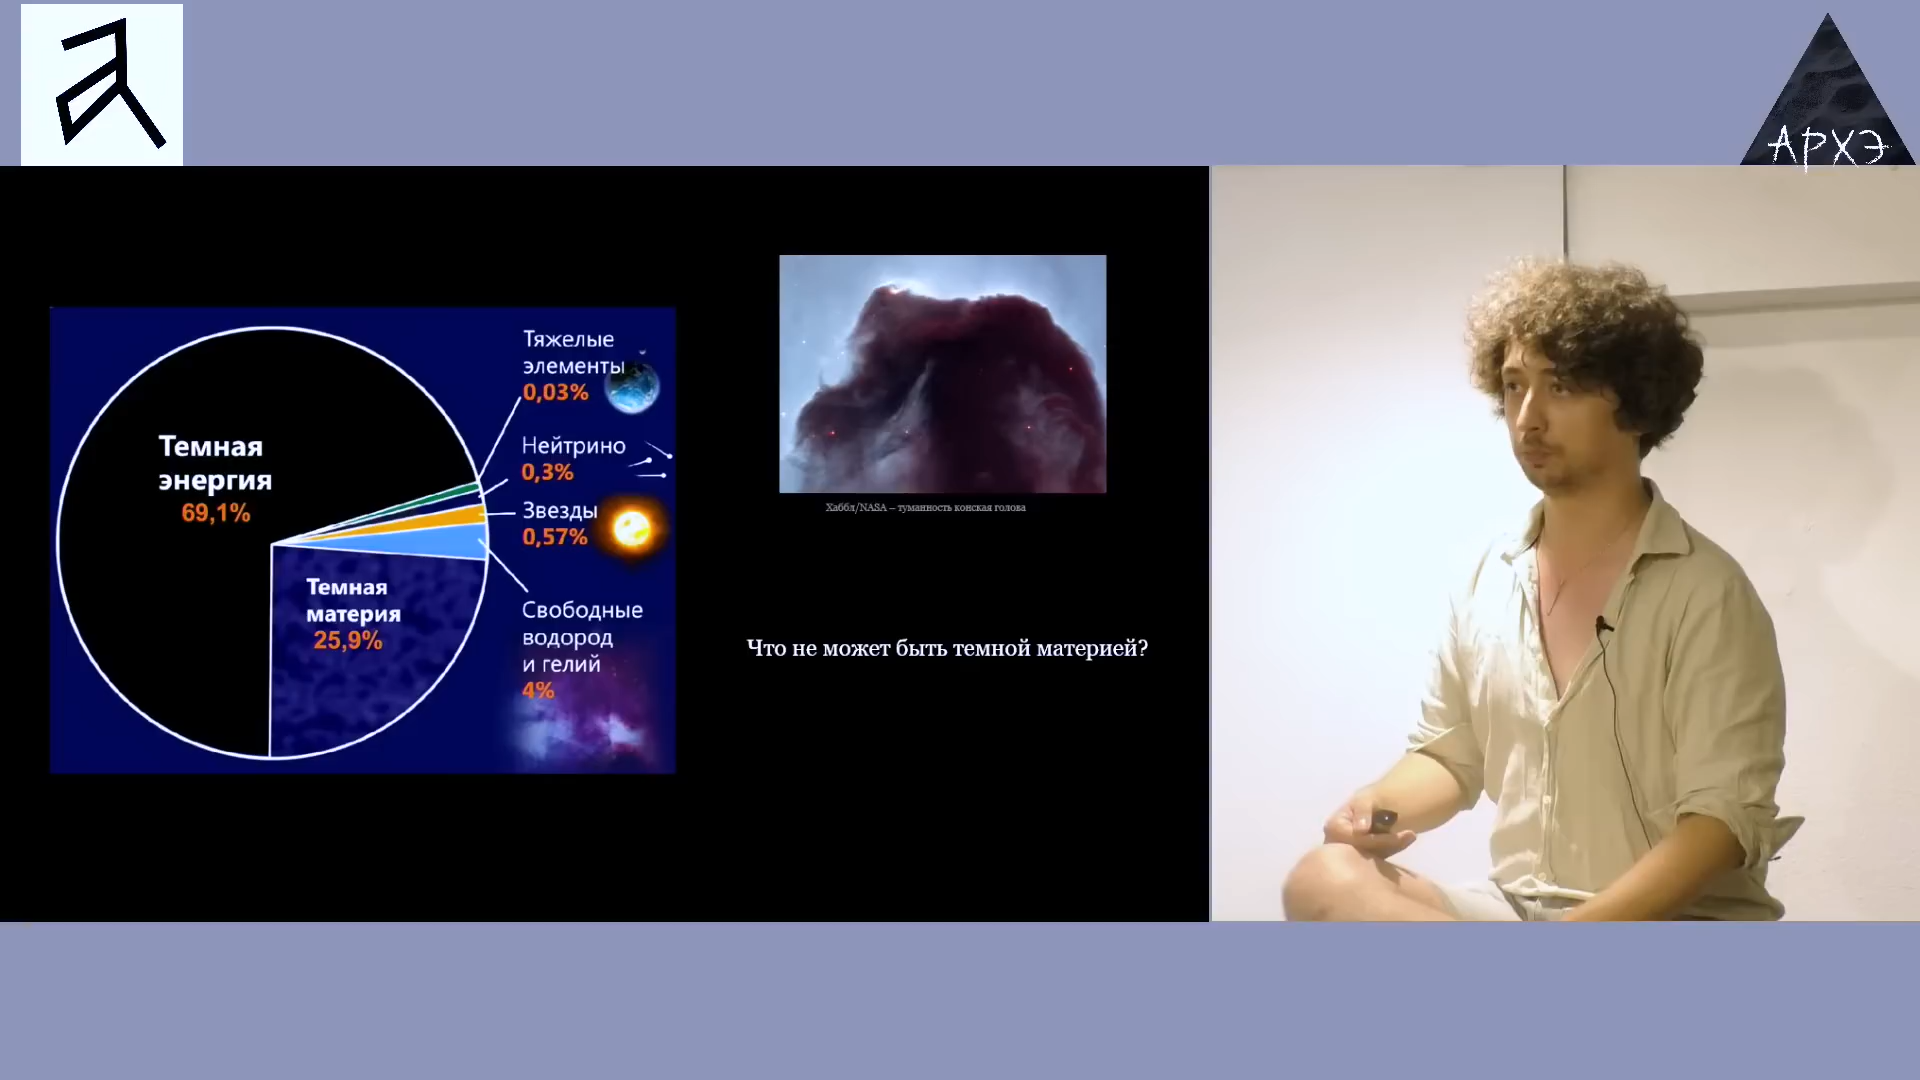 АРХЭ
Темная
энергия
69,1%
Темная
материя
25,9%
Тяжелые
элементы
0,03%
Нейтрино
0,3%
Звезды
0,57%
Свободные
водород
и гелий
4%
Хаббл/NASA – туманность конская голова
Что не может быть темной материей?